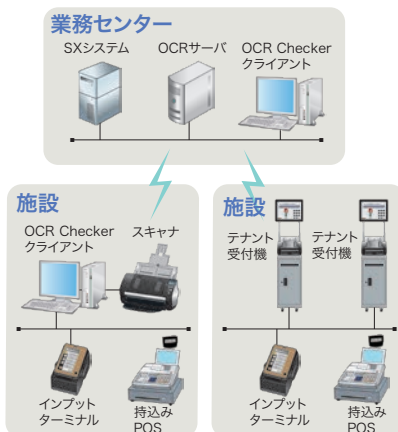 業務センター
SXシステム
OCRサーバ
OCR Checker
クライアント
施設
OCR Checker
クライアント
スキャナ
インプット
ターミナル
持込み
POS
施設
テナント
受付機
テナント
受付機
インプット
ターミナル
持込み
POS